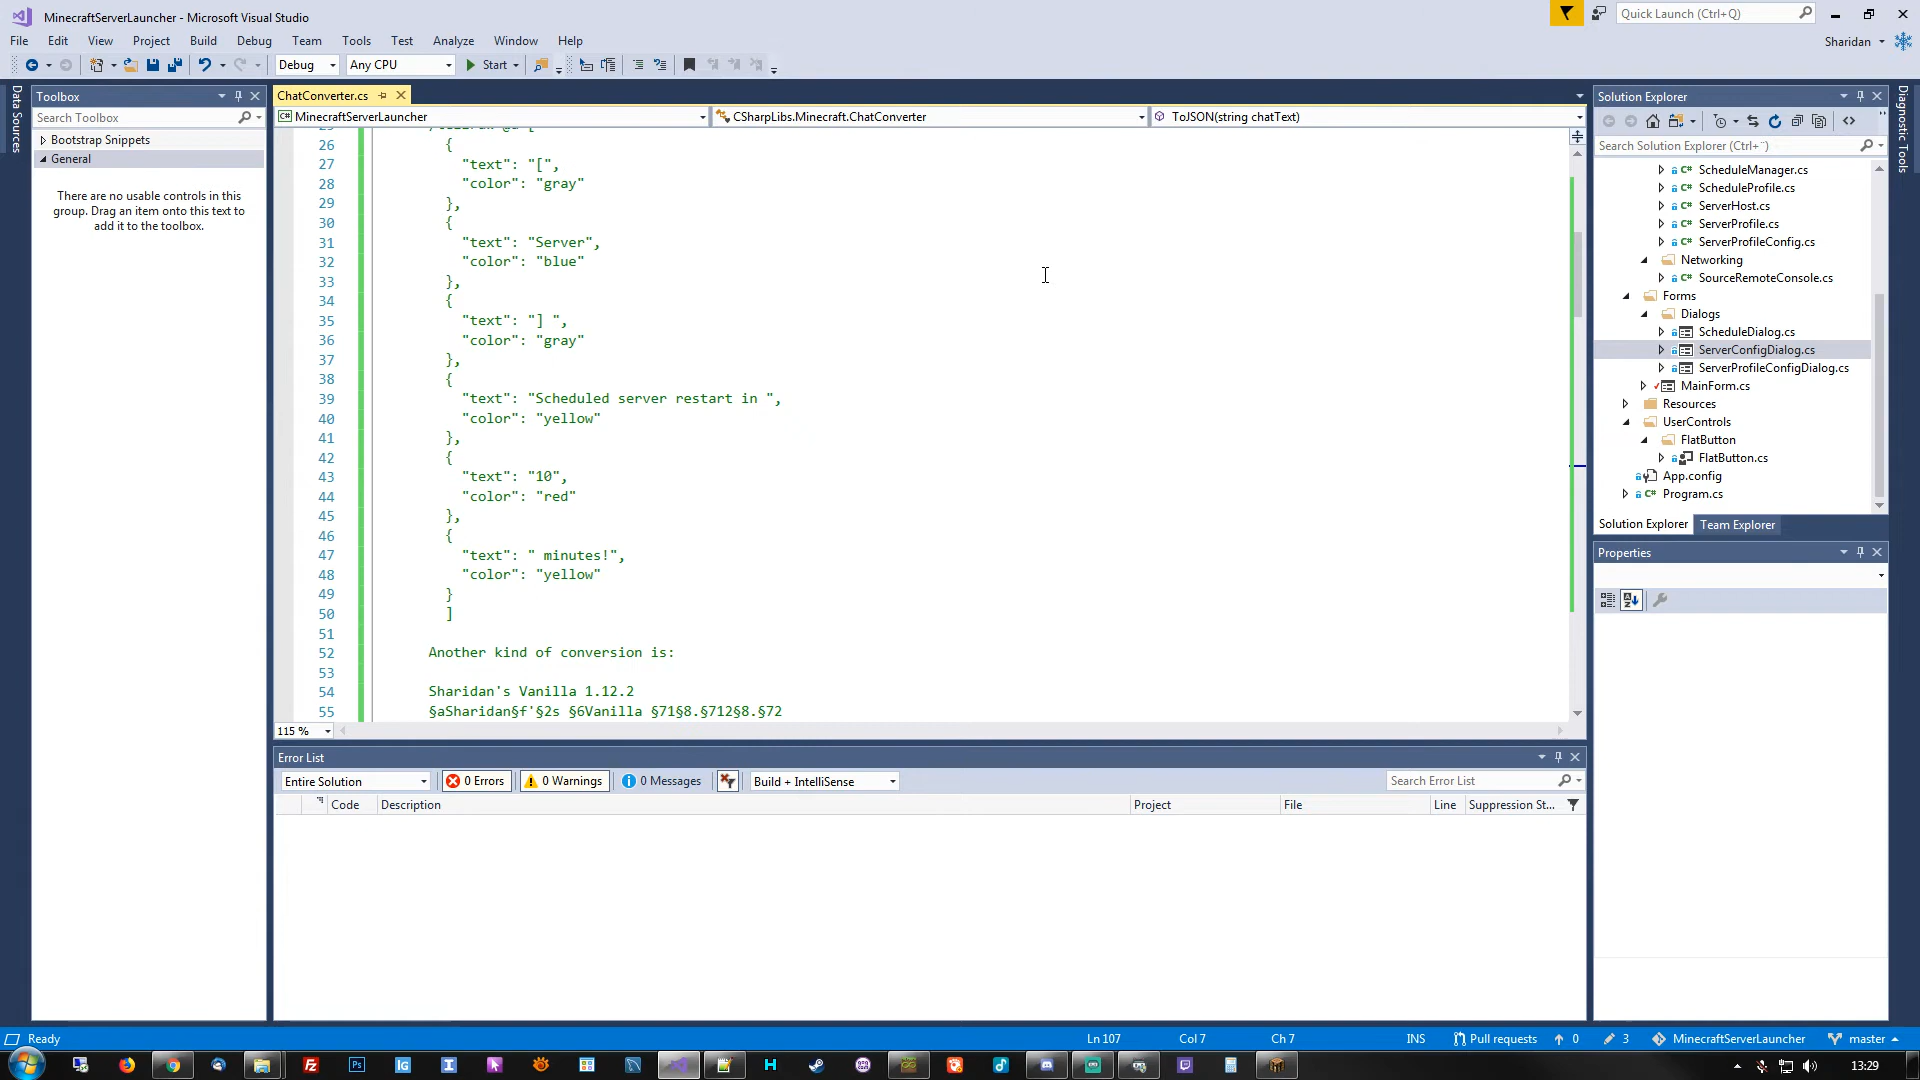 MinecraftServerLauncher - Microsoft Visual Studio
Quick Launch (Ctrl+Q)
File Edit View Project Build Debug Team Tools Test Analyze Window Help
Sharidan
Debug Any CPU Start
Data Sources
Toolbox
Search Toolbox
Bootstrap Snippets
General
There are no usable controls in this
group. Drag an item onto this text to
add it to the toolbox.
ChatConverter.cs
MinecraftServerLauncher CSharpLibs.Minecraft.ChatConverter ToJSON(string chatText)
26 {
27 "text": "[",
28 "color": "gray"
29 },
30 {
31 "text": "Server",
32 "color": "blue"
33 },
34 {
35 "text": "] ",
36 "color": "gray"
37 },
38 {
39 "text": "Scheduled server restart in ",
40 "color": "yellow"
41 },
42 {
43 "text": "10",
44 "color": "red"
45 },
46 {
47 "text": " minutes!",
48 "color": "yellow"
49 }
50 ]
51
52 Another kind of conversion is:
53
54 Sharidan's Vanilla 1.12.2
55 §aSharidan§f'§2s §6Vanilla §71§8.§712§8.§72
115 %
Error List
Entire Solution 0 Errors 0 Warnings 0 Messages Build + IntelliSense Search Error List
Code Description Project File Line Suppression St...
Solution Explorer
Search Solution Explorer (Ctrl+¨)
ScheduleManager.cs
ScheduleProfile.cs
ServerHost.cs
ServerProfile.cs
ServerProfileConfig.cs
Networking
SourceRemoteConsole.cs
Forms
Dialogs
ScheduleDialog.cs
ServerConfigDialog.cs
ServerProfileConfigDialog.cs
MainForm.cs
Resources
UserControls
FlatButton
FlatButton.cs
App.config
Program.cs
Solution Explorer Team Explorer
Properties
Diagnostic Tools
Ready Ln 107 Col 7 Ch 7 INS Pull requests 0 3 MinecraftServerLauncher master
13:29